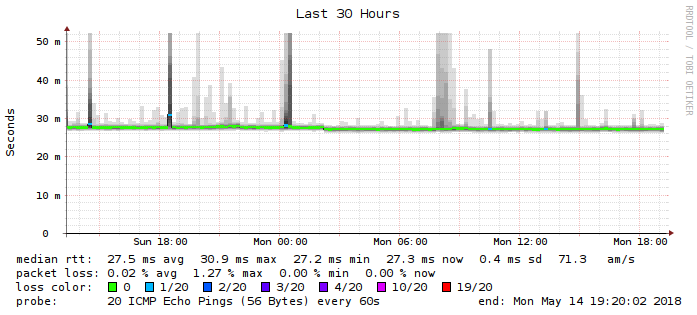 Last 30 Hours
RRDTOOL / TOBI OETIKER
Seconds
50 m
40 m
30 m
20 m
10 m
0
Sun 18:00 Mon 00:00 Mon 06:00 Mon 12:00 Mon 18:00
median rtt: 27.5 ms avg 30.9 ms max 27.2 ms min 27.3 ms now 0.4 ms sd 71.3 am/s
packet loss: 0.02 % avg 1.27 % max 0.00 % min 0.00 % now
loss color: 0 1/20 2/20 3/20 4/20 10/20 19/20
probe: 20 ICMP Echo Pings (56 Bytes) every 60s end: Mon May 14 19:20:02 2018